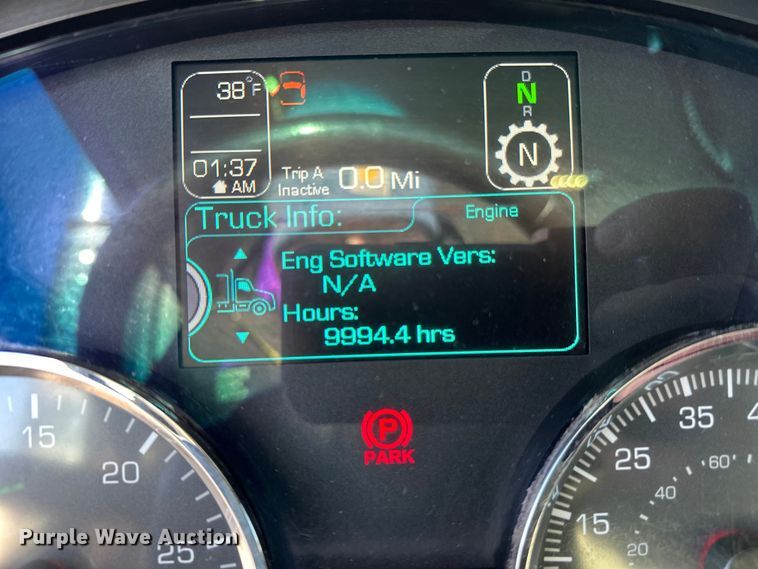 38°F
01:37
AM
Trip A
Inactive
0.0 Mi
D
N
R
N
Truck Info:
Engine
Eng Software Vers:
N/A
Hours:
9994.4 hrs
P
PARK
15
20
25
15
25
35
20
40
60
Purple Wave Auction